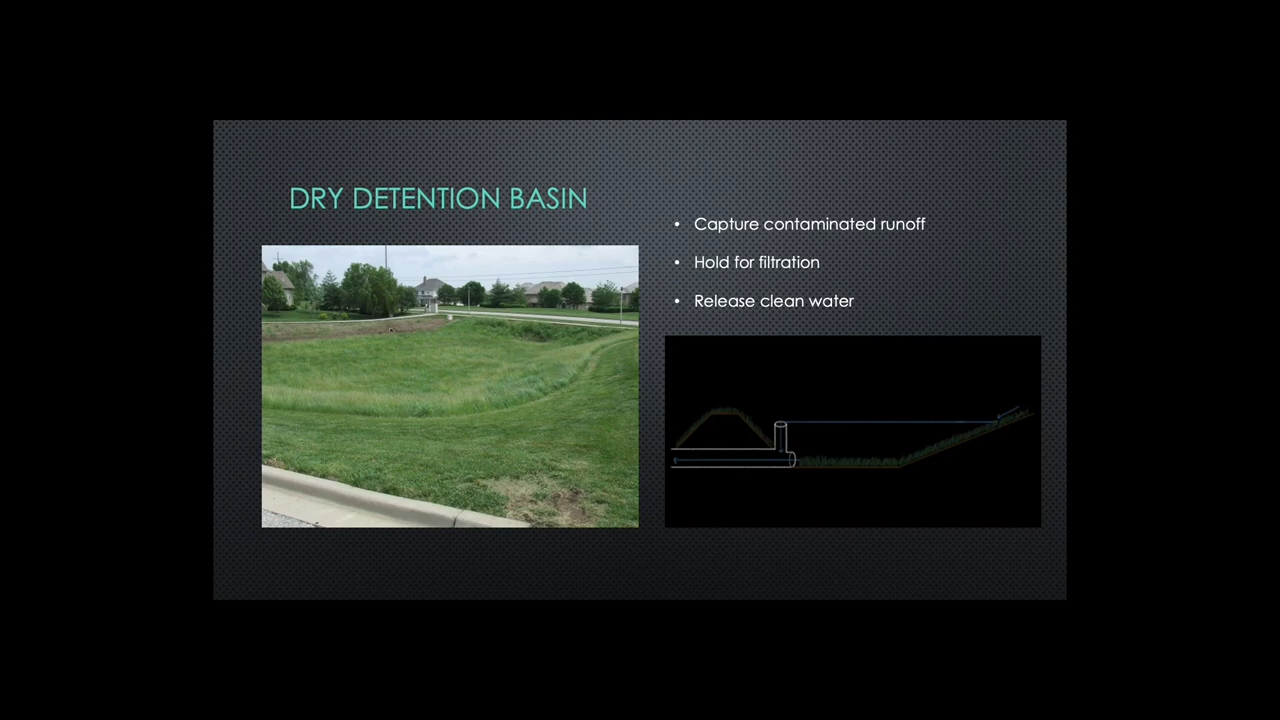 DRY DETENTION BASIN
• Capture contaminated runoff
• Hold for filtration
• Release clean water